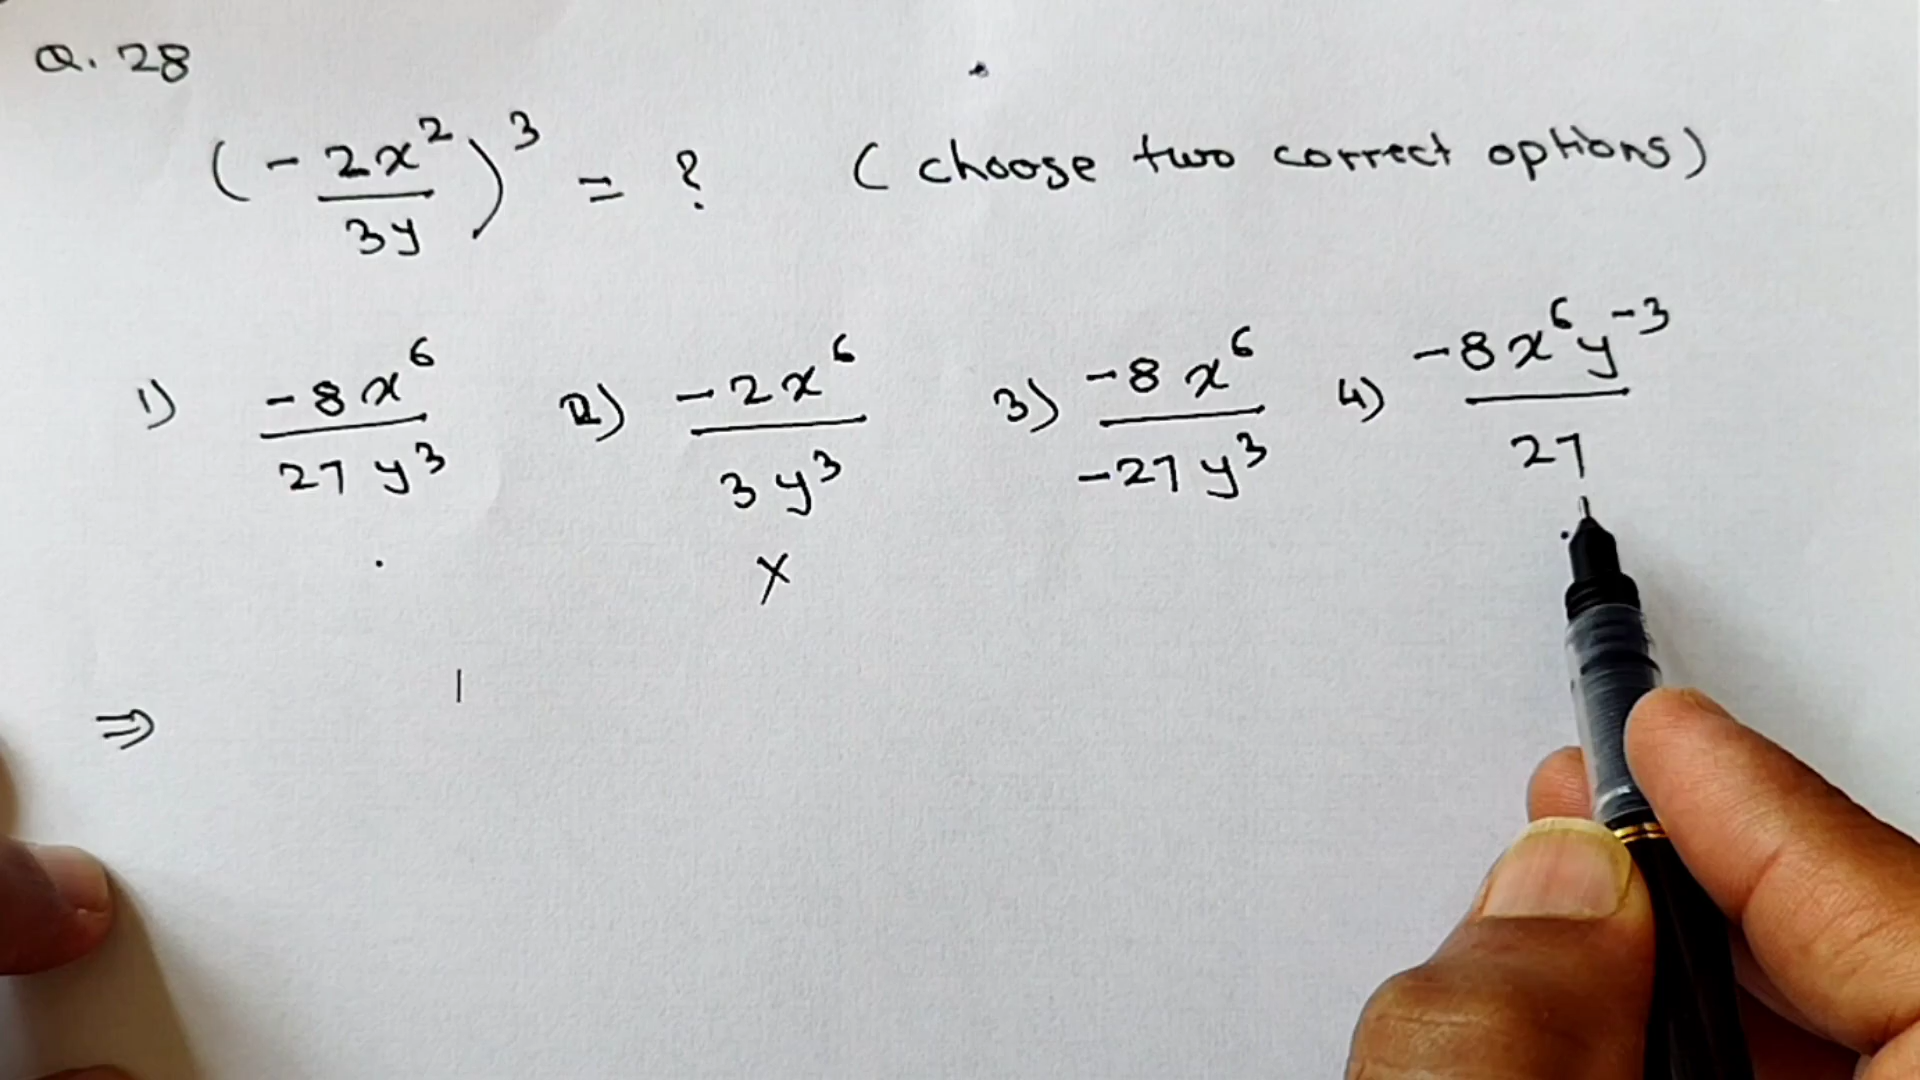 Q. 28
(-2x²/3y)³ = ? (choose two correct options)
1) -8x⁶/27y³ 2) -2x⁶/3y³ 3) -8x⁶/-27y³ 4) -8x⁶y⁻³/27
x
⇒